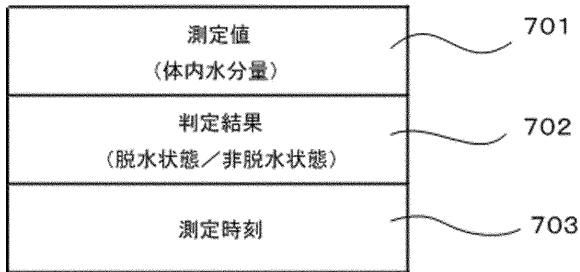 測定値
(体内水分量)
701
判定結果
(脱水状態/非脱水状態)
702
測定時刻
703